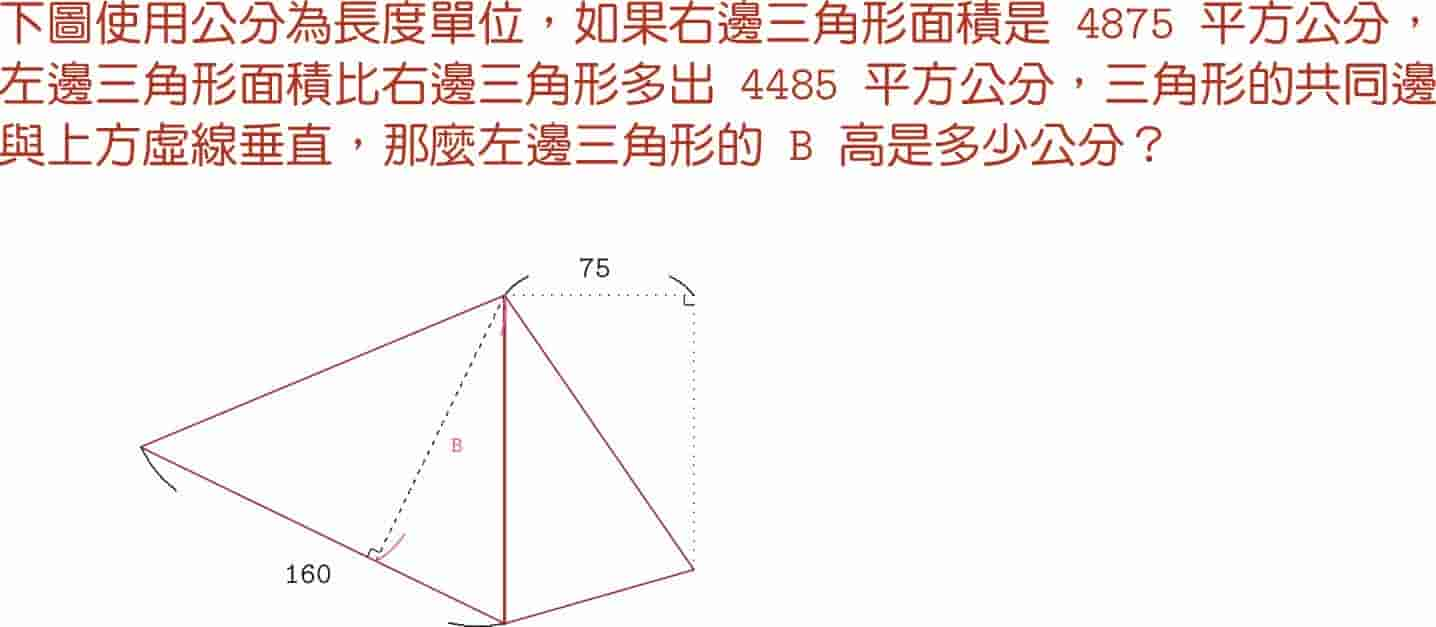 下圖使用公分為長度單位，如果右邊三角形面積是 4875 平方公分，
左邊三角形面積比右邊三角形多出 4485 平方公分，三角形的共同邊
與上方虛線垂直，那麼左邊三角形的 B 高是多少公分？
75
B
160